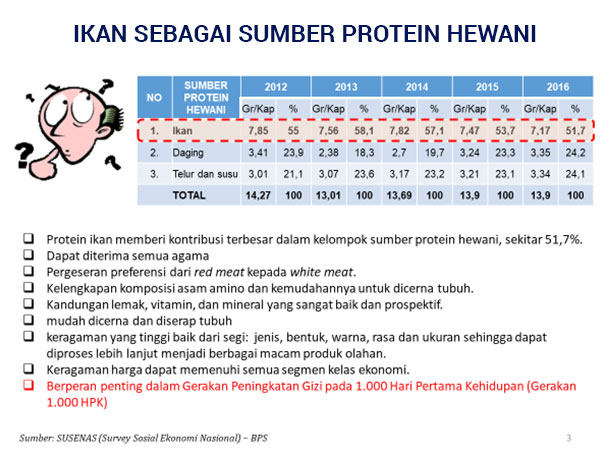 IKAN SEBAGAI SUMBER PROTEIN HEWANI
NO SUMBER PROTEIN HEWANI 2012 2013 2014 2015 2016
Gr/Kap % Gr/Kap % Gr/Kap % Gr/Kap % Gr/Kap %
1. Ikan 7,85 55 7,56 58,1 7,82 57,1 7,47 53,7 7,17 51,7
2. Daging 3,41 23,9 2,38 18,3 2,7 19,7 3,24 23,3 3,35 24,2
3. Telur dan susu 3,01 21,1 3,07 23,6 3,17 23,2 3,21 23,1 3,34 24,1
TOTAL 14,27 100 13,01 100 13,69 100 13,9 100 13,9 100
Protein ikan memberi kontribusi terbesar dalam kelompok sumber protein hewani, sekitar 51,7%.
Dapat diterima semua agama
Pergeseran preferensi dari red meat kepada white meat.
Kelengkapan komposisi asam amino dan kemudahannya untuk dicerna tubuh.
Kandungan lemak, vitamin, dan mineral yang sangat baik dan prospektif.
mudah dicerna dan diserap tubuh
keragaman yang tinggi baik dari segi: jenis, bentuk, warna, rasa dan ukuran sehingga dapat
diproses lebih lanjut menjadi berbagai macam produk olahan.
Keragaman harga dapat memenuhi semua segmen kelas ekonomi.
Berperan penting dalam Gerakan Peningkatan Gizi pada 1.000 Hari Pertama Kehidupan (Gerakan
1.000 HPK)
Sumber: SUSENAS (Survey Sosial Ekonomi Nasional) – BPS
3